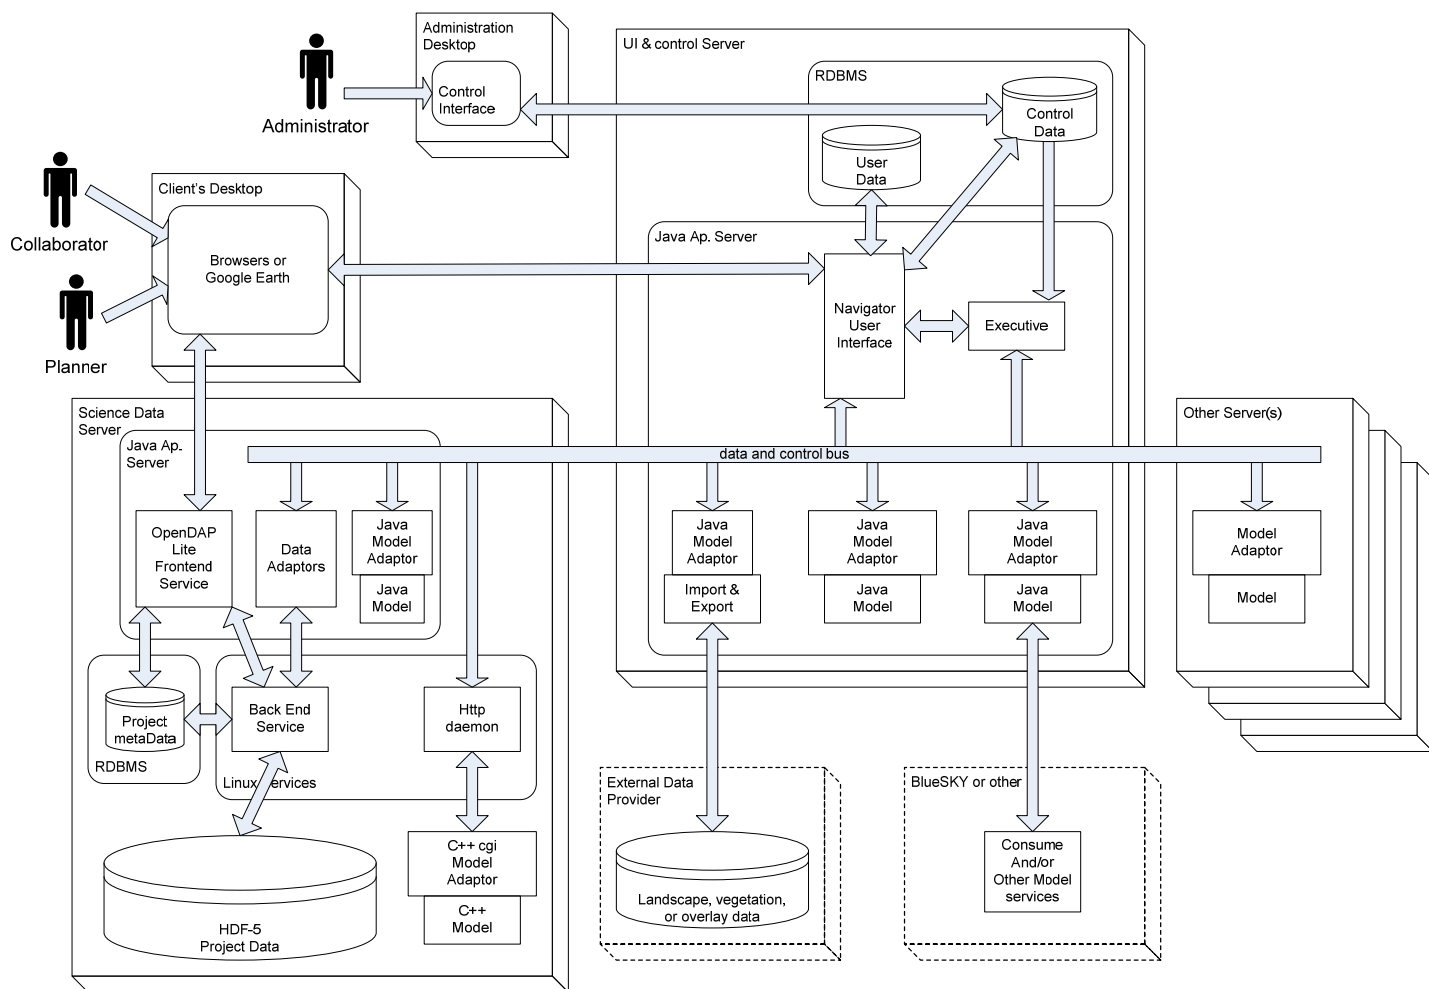 Administration
Desktop
Control
Interface
Administrator
UI & control Server
RDBMS
Control
Data
User
Data
Collaborator
Planner
Client's Desktop
Browsers or
Google Earth
Java Ap. Server
Navigator
User
Interface
Executive
Science Data
Server
Java Ap.
Server
data and control bus
Other Server(s)
OpenDAP
Lite
Frontend
Service
Data
Adaptors
Java
Model
Adaptor
Java
Model
Java
Model
Adaptor
Import &
Export
Java
Model
Adaptor
Java
Model
Java
Model
Adaptor
Java
Model
Model
Adaptor
Model
Project
metaData
RDBMS
Back End
Service
Http
daemon
Linux Services
External Data
Provider
BlueSKY or other
C++ cgi
Model
Adaptor
C++
Model
HDF-5
Project Data
Landscape, vegetation,
or overlay data
Consume
And/or
Other Model
services